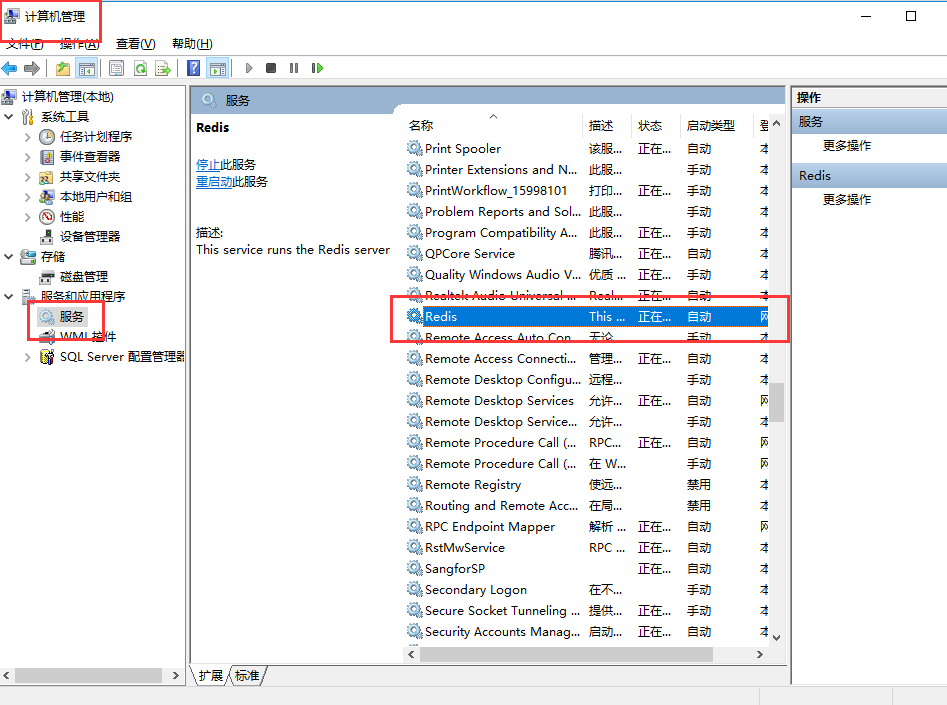 计算机管理
文件(F) 操作(A) 查看(V) 帮助(H)
计算机管理(本地)
系统工具
任务计划程序
事件查看器
共享文件夹
本地用户和组
性能
设备管理器
存储
磁盘管理
服务和应用程序
服务
WMI 控件
SQL Server 配置管理器
服务
Redis
停止此服务
重启动此服务
描述:
This service runs the Redis server
名称 描述 状态 启动类型 登
Print Spooler 该服... 正在... 自动 本
Printer Extensions and N... 此服... 手动 本
PrintWorkflow_15998101 打印... 正在... 手动 本
Problem Reports and Sol... 此服... 手动 本
Program Compatibility A... 此服... 正在... 手动 本
QPCore Service 腾讯... 正在... 自动 本
Quality Windows Audio V... 优质 ... 正在... 手动 本
Realtek Audio Universal ... Real... 正在... 自动 本
Redis This ... 正在... 自动 网
Remote Access Auto Con... 无论... 手动 本
Remote Access Connecti... 管理... 正在... 自动 本
Remote Desktop Configu... 远程... 手动 本
Remote Desktop Services 允许... 正在... 自动 网
Remote Desktop Service... 允许... 手动 本
Remote Procedure Call (... RPC... 正在... 自动 网
Remote Procedure Call (... 在 W... 手动 网
Remote Registry 使远... 禁用 本
Routing and Remote Acc... 在局... 禁用 本
RPC Endpoint Mapper 解析 ... 正在... 自动 网
RstMwService RPC ... 正在... 自动 本
SangforSP 正在... 自动 本
Secondary Logon 在不... 手动 本
Secure Socket Tunneling ... 提供... 正在... 手动 本
Security Accounts Manag... 启动... 正在... 自动 本
扩展 标准
操作
服务
更多操作
Redis
更多操作